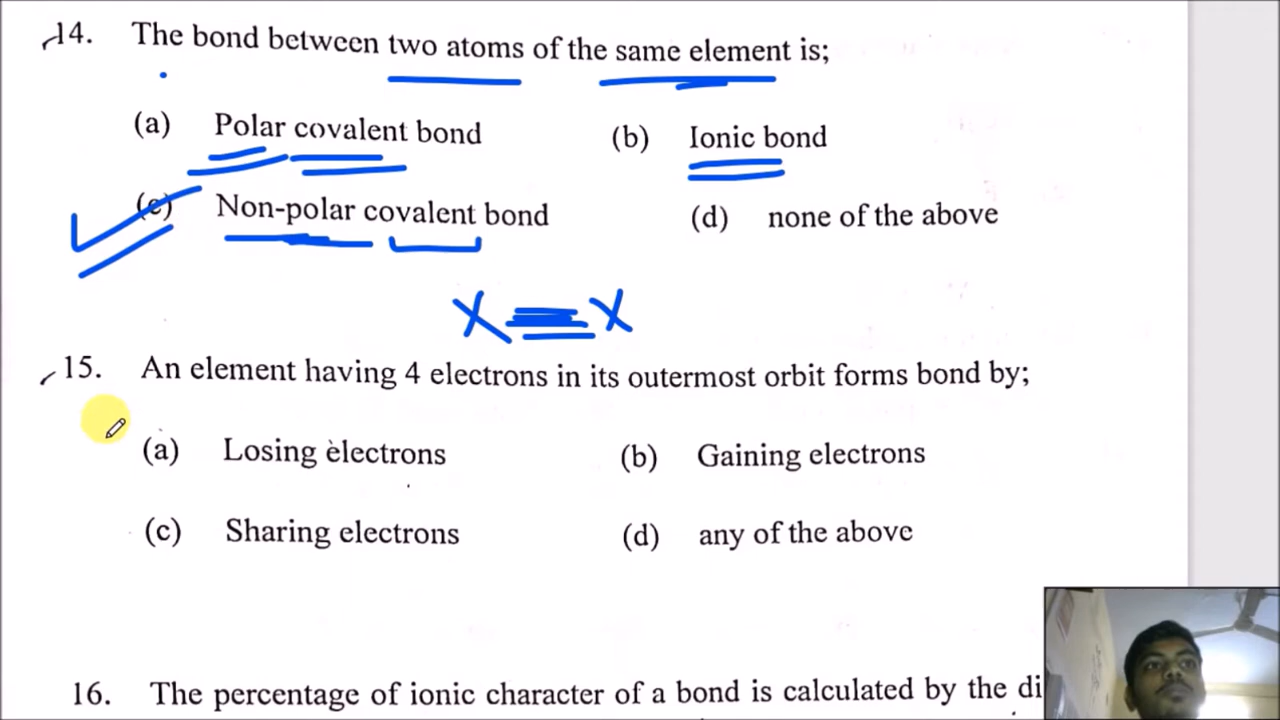 14. The bond between two atoms of the same element is;
(a) Polar covalent bond (b) Ionic bond
(c) Non-polar covalent bond (d) none of the above
X ≡ X
15. An element having 4 electrons in its outermost orbit forms bond by;
(a) Losing electrons (b) Gaining electrons
(c) Sharing electrons (d) any of the above
16. The percentage of ionic character of a bond is calculated by the di